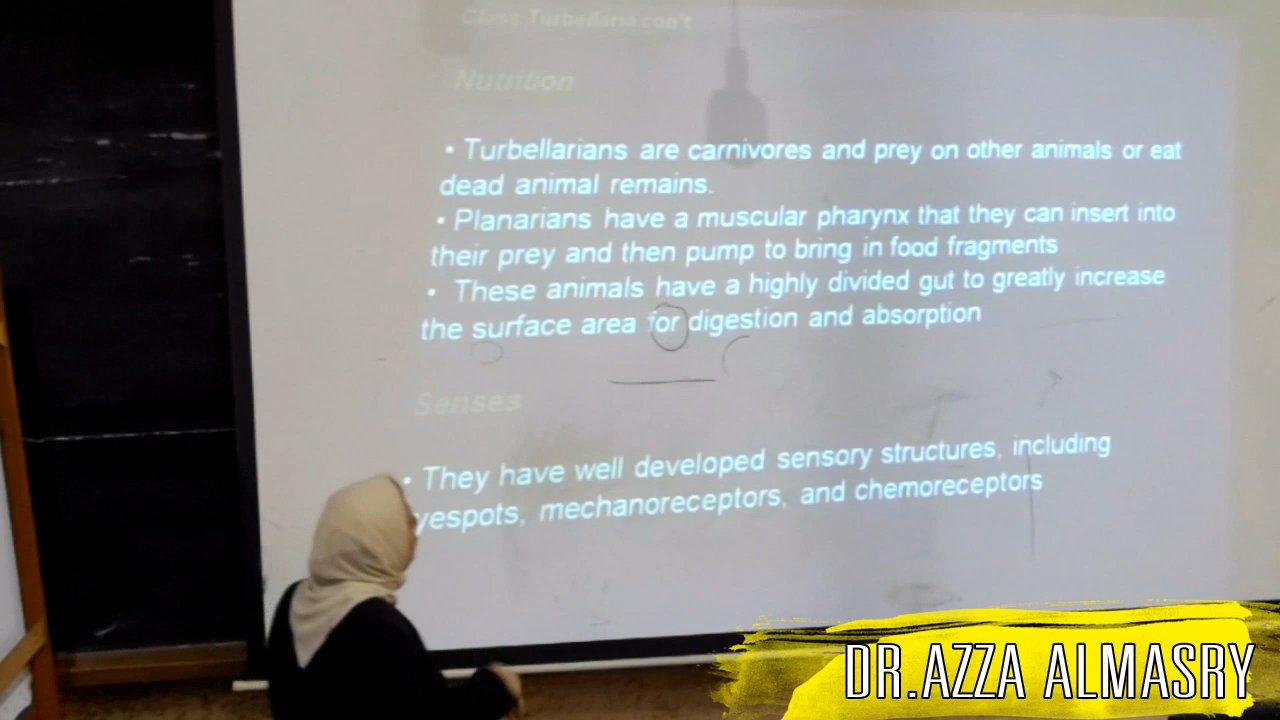 Class Turbellaria con't
Nutrition
• Turbellarians are carnivores and prey on other animals or eat
dead animal remains.
• Planarians have a muscular pharynx that they can insert into
their prey and then pump to bring in food fragments
• These animals have a highly divided gut to greatly increase
the surface area for digestion and absorption
Senses
• They have well developed sensory structures, including
yespots, mechanoreceptors, and chemoreceptors
DR.AZZA ALMASRY